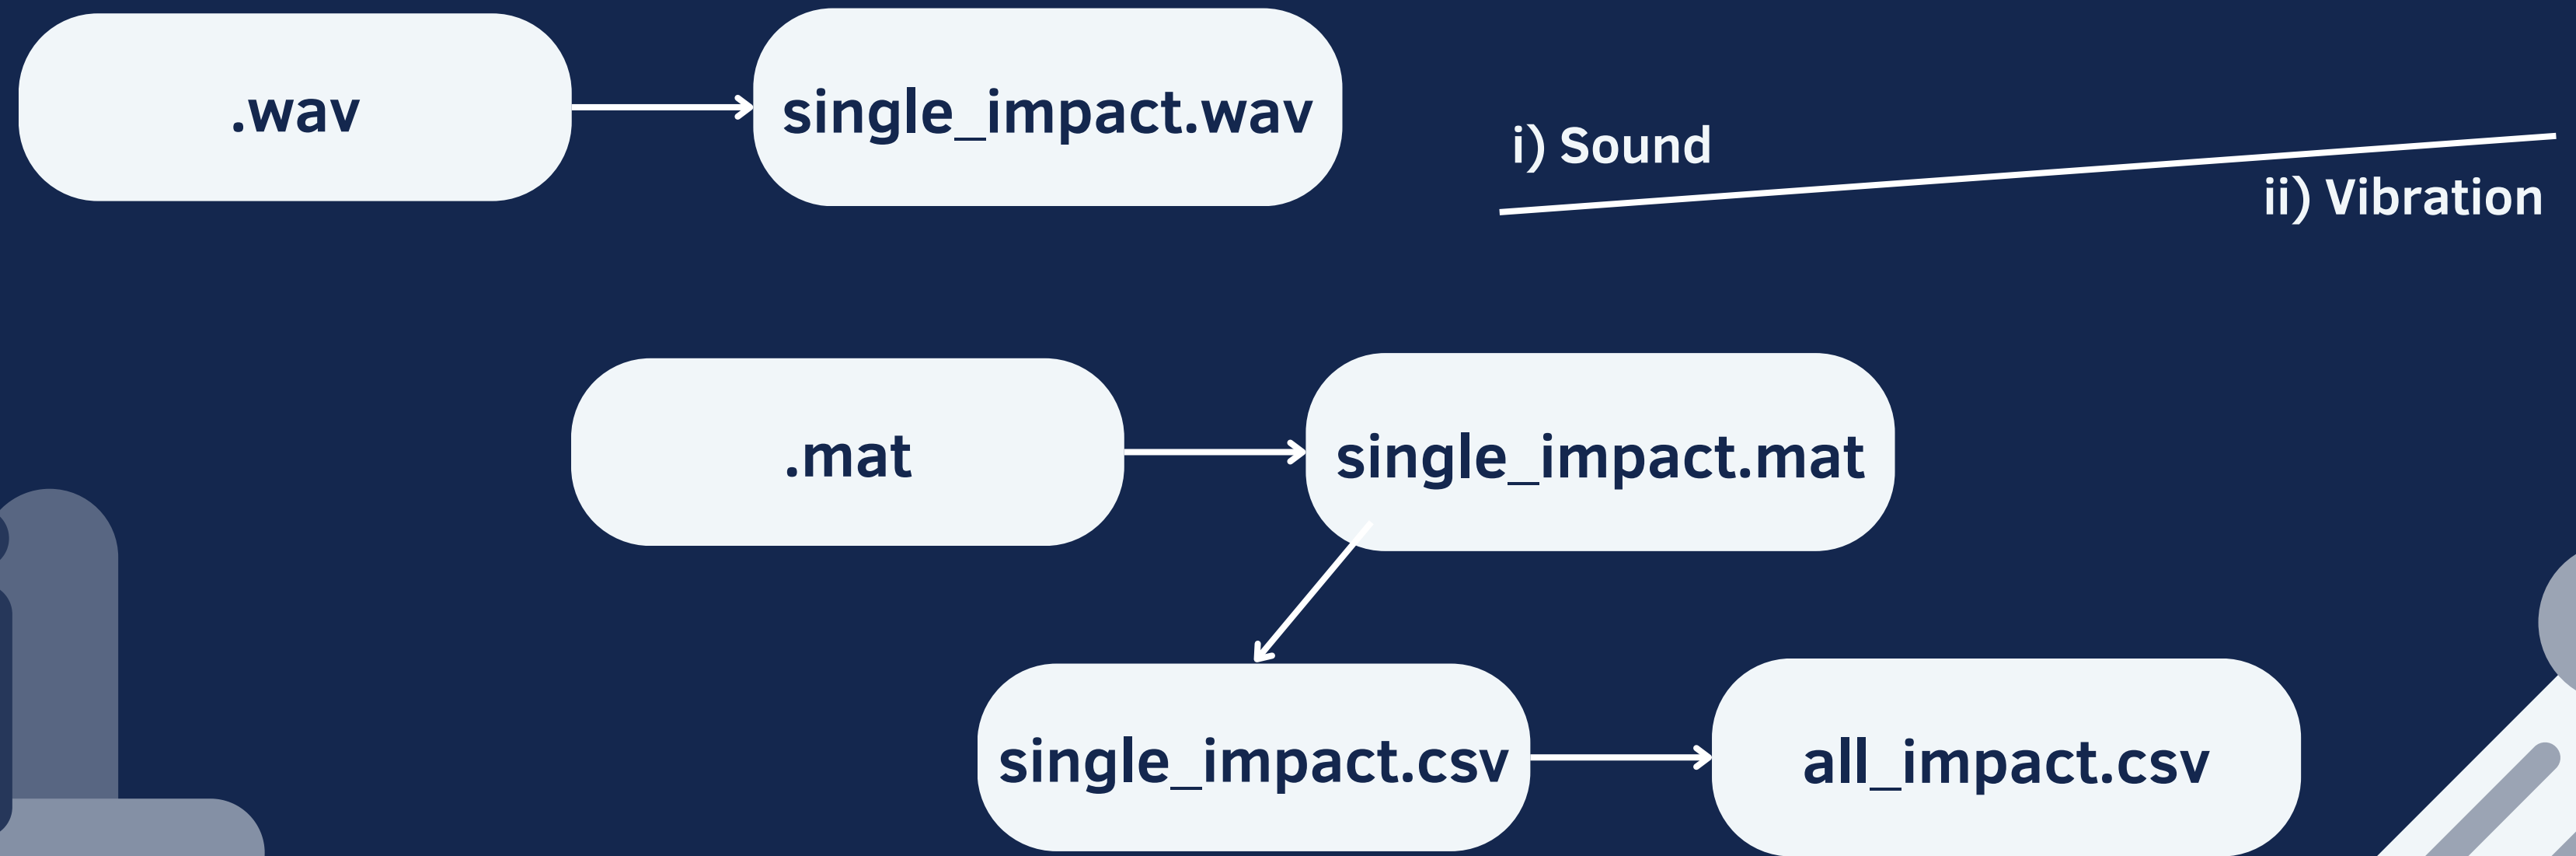 .wav
single_impact.wav
i) Sound
ii) Vibration
.mat
single_impact.mat
single_impact.csv
all_impact.csv